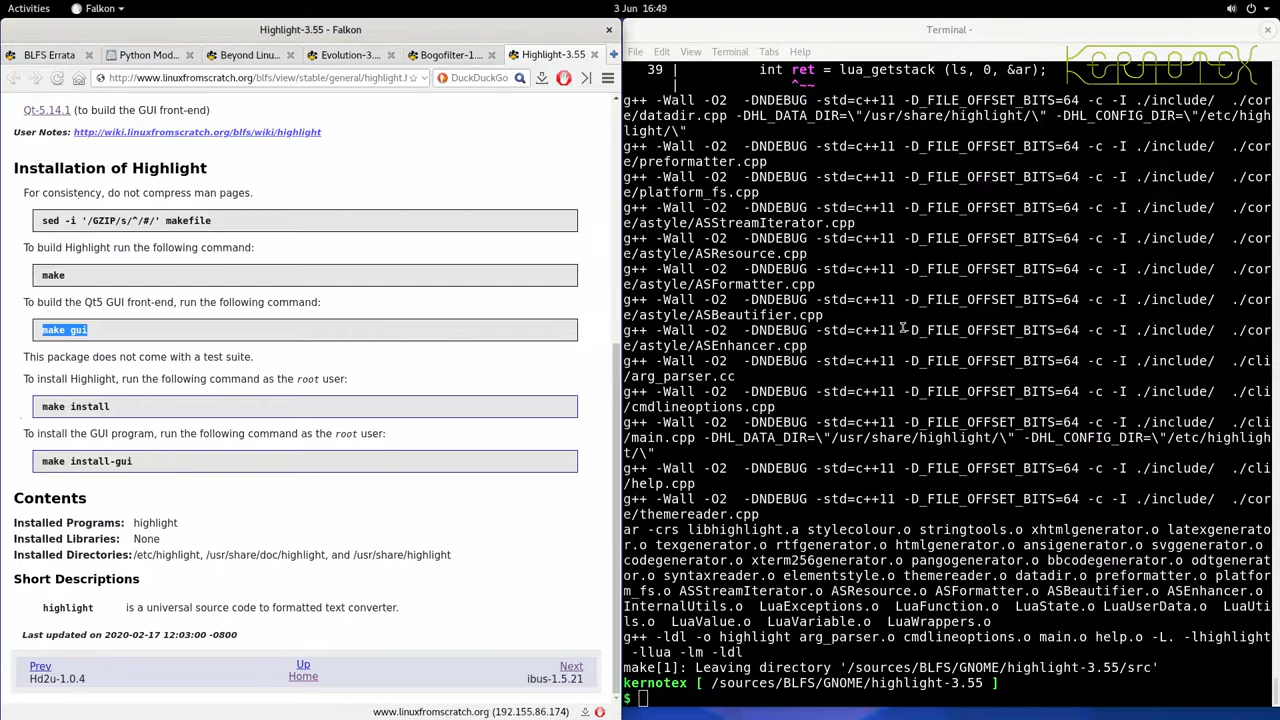 Activities
Falkon
3 Jun 16:49
Highlight-3.55 - Falkon
BLFS Errata
Python Mod...
Beyond Linu...
Evolution-3....
Bogofilter-1....
Highlight-3.55
http://www.linuxfromscratch.org/blfs/view/stable/general/highlight.
DuckDuckGo
Qt-5.14.1 (to build the GUI front-end)
User Notes: http://wiki.linuxfromscratch.org/blfs/wiki/highlight
Installation of Highlight
For consistency, do not compress man pages.
sed -i '/GZIP/s/^/#/' makefile
To build Highlight run the following command:
make
To build the Qt5 GUI front-end, run the following command:
make gui
This package does not come with a test suite.
To install Highlight, run the following command as the root user:
make install
To install the GUI program, run the following command as the root user:
make install-gui
Contents
Installed Programs: highlight
Installed Libraries: None
Installed Directories: /etc/highlight, /usr/share/doc/highlight, and /usr/share/highlight
Short Descriptions
highlight is a universal source code to formatted text converter.
Last updated on 2020-02-17 12:03:00 -0800
Prev Up Next
Hd2u-1.0.4 Home ibus-1.5.21
www.linuxfromscratch.org (192.155.86.174)
Terminal -
File Edit View Terminal Tabs Help
KERNOTEX
39 | int ret = lua_getstack (ls, 0, &ar);
| ^~~
g++ -Wall -O2  -DNDEBUG -std=c++11 -D_FILE_OFFSET_BITS=64 -c -I ./include/  ./cor
e/datadir.cpp -DHL_DATA_DIR=\"/usr/share/highlight/\" -DHL_CONFIG_DIR=\"/etc/high
light/\"
g++ -Wall -O2  -DNDEBUG -std=c++11 -D_FILE_OFFSET_BITS=64 -c -I ./include/  ./cor
e/preformatter.cpp
g++ -Wall -O2  -DNDEBUG -std=c++11 -D_FILE_OFFSET_BITS=64 -c -I ./include/  ./cor
e/platform_fs.cpp
g++ -Wall -O2  -DNDEBUG -std=c++11 -D_FILE_OFFSET_BITS=64 -c -I ./include/  ./cor
e/astyle/ASStreamIterator.cpp
g++ -Wall -O2  -DNDEBUG -std=c++11 -D_FILE_OFFSET_BITS=64 -c -I ./include/  ./cor
e/astyle/ASResource.cpp
g++ -Wall -O2  -DNDEBUG -std=c++11 -D_FILE_OFFSET_BITS=64 -c -I ./include/  ./cor
e/astyle/ASFormatter.cpp
g++ -Wall -O2  -DNDEBUG -std=c++11 -D_FILE_OFFSET_BITS=64 -c -I ./include/  ./cor
e/astyle/ASBeautifier.cpp
g++ -Wall -O2  -DNDEBUG -std=c++11 -D_FILE_OFFSET_BITS=64 -c -I ./include/  ./cor
e/astyle/ASEnhancer.cpp
g++ -Wall -O2  -DNDEBUG -std=c++11 -D_FILE_OFFSET_BITS=64 -c -I ./include/  ./cli
/arg_parser.cc
g++ -Wall -O2  -DNDEBUG -std=c++11 -D_FILE_OFFSET_BITS=64 -c -I ./include/  ./cli
/cmdlineoptions.cpp
g++ -Wall -O2  -DNDEBUG -std=c++11 -D_FILE_OFFSET_BITS=64 -c -I ./include/  ./cli
/main.cpp -DHL_DATA_DIR=\"/usr/share/highlight/\" -DHL_CONFIG_DIR=\"/etc/highligh
t/\"
g++ -Wall -O2  -DNDEBUG -std=c++11 -D_FILE_OFFSET_BITS=64 -c -I ./include/  ./cli
/help.cpp
g++ -Wall -O2  -DNDEBUG -std=c++11 -D_FILE_OFFSET_BITS=64 -c -I ./include/  ./cor
e/themereader.cpp
ar -crs libhighlight.a stylecolour.o stringtools.o xhtmlgenerator.o latexgenerato
r.o texgenerator.o rtfgenerator.o htmlgenerator.o ansigenerator.o svggenerator.o
codegenerator.o xterm256generator.o pangogenerator.o bbcodegenerator.o odtgenerat
or.o syntaxreader.o elementstyle.o themereader.o datadir.o preformatter.o platfor
m_fs.o ASStreamIterator.o ASResource.o ASFormatter.o ASBeautifier.o ASEnhancer.o
InternalUtils.o  LuaExceptions.o  LuaFunction.o  LuaState.o  LuaUserData.o  LuaUti
ls.o  LuaValue.o  LuaVariable.o  LuaWrappers.o
g++ -ldl -o highlight arg_parser.o cmdlineoptions.o main.o help.o -L. -lhighlight
-llua -lm -ldl
make[1]: Leaving directory '/sources/BLFS/GNOME/highlight-3.55/src'
kernotex [ /sources/BLFS/GNOME/highlight-3.55 ]
$